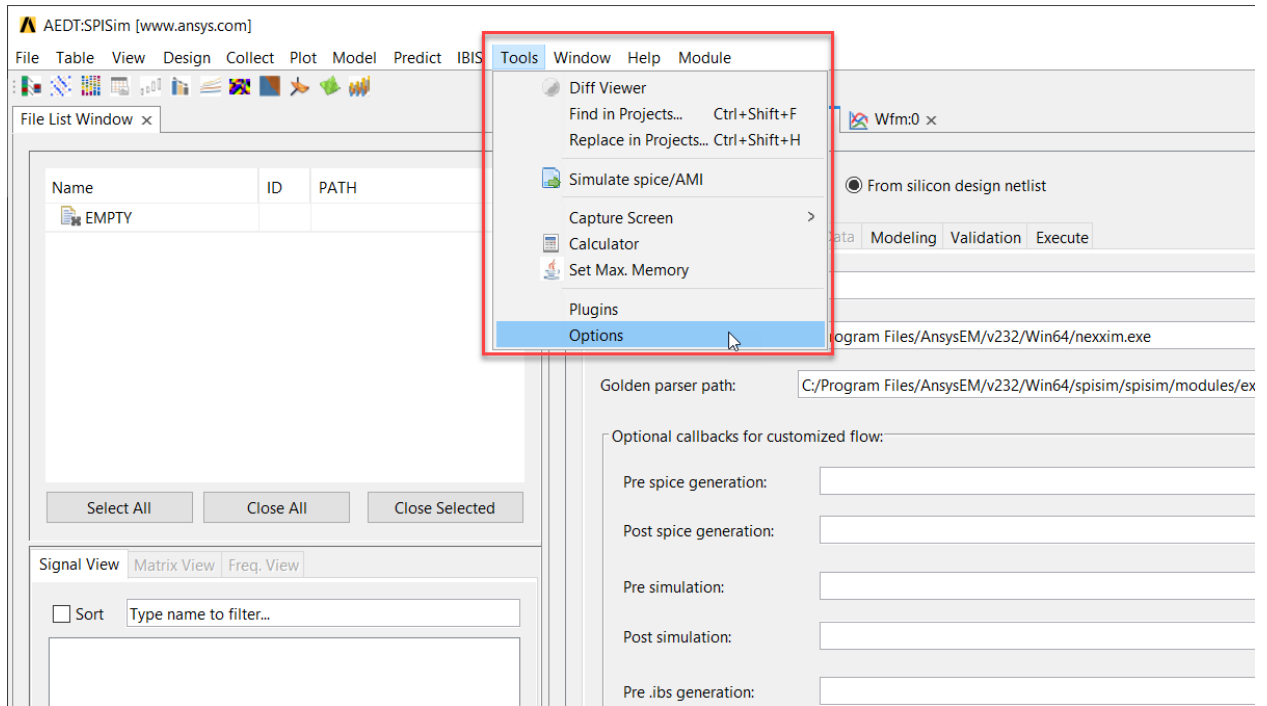 AEDT:SPISim [www.ansys.com]
File Table View Design Collect Plot Model Predict IBIS Tools Window Help Module
Diff Viewer
Find in Projects... Ctrl+Shift+F
Replace in Projects... Ctrl+Shift+H
Simulate spice/AMI
Capture Screen >
Calculator
Set Max. Memory
Plugins
Options
File List Window ×
Wfm:0 ×
Name ID PATH
EMPTY
Select All Close All Close Selected
Signal View Matrix View Freq. View
Sort Type name to filter...
From silicon design netlist
Modeling Validation Execute
rogram Files/AnsysEM/v232/Win64/nexxim.exe
Golden parser path: C:/Program Files/AnsysEM/v232/Win64/spisim/spisim/modules/ex
Optional callbacks for customized flow:
Pre spice generation:
Post spice generation:
Pre simulation:
Post simulation:
Pre .ibs generation: